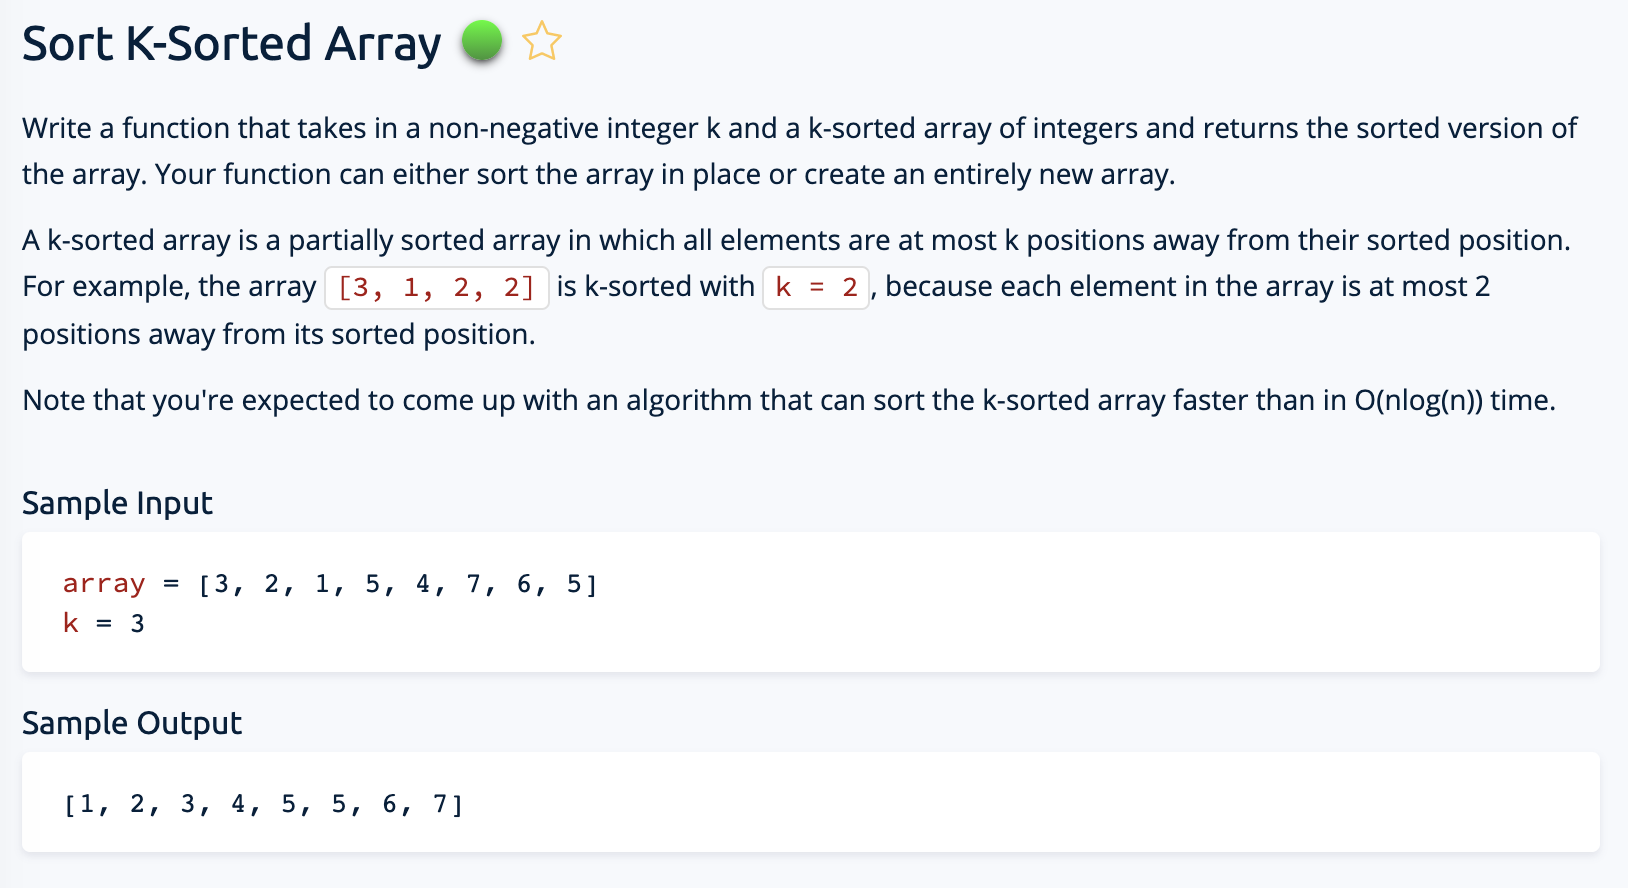 Sort K-Sorted Array
Write a function that takes in a non-negative integer k and a k-sorted array of integers and returns the sorted version of
the array. Your function can either sort the array in place or create an entirely new array.
A k-sorted array is a partially sorted array in which all elements are at most k positions away from their sorted position.
For example, the array [3, 1, 2, 2] is k-sorted with k = 2, because each element in the array is at most 2
positions away from its sorted position.
Note that you're expected to come up with an algorithm that can sort the k-sorted array faster than in O(nlog(n)) time.
Sample Input
array = [3, 2, 1, 5, 4, 7, 6, 5]
k = 3
Sample Output
[1, 2, 3, 4, 5, 5, 6, 7]